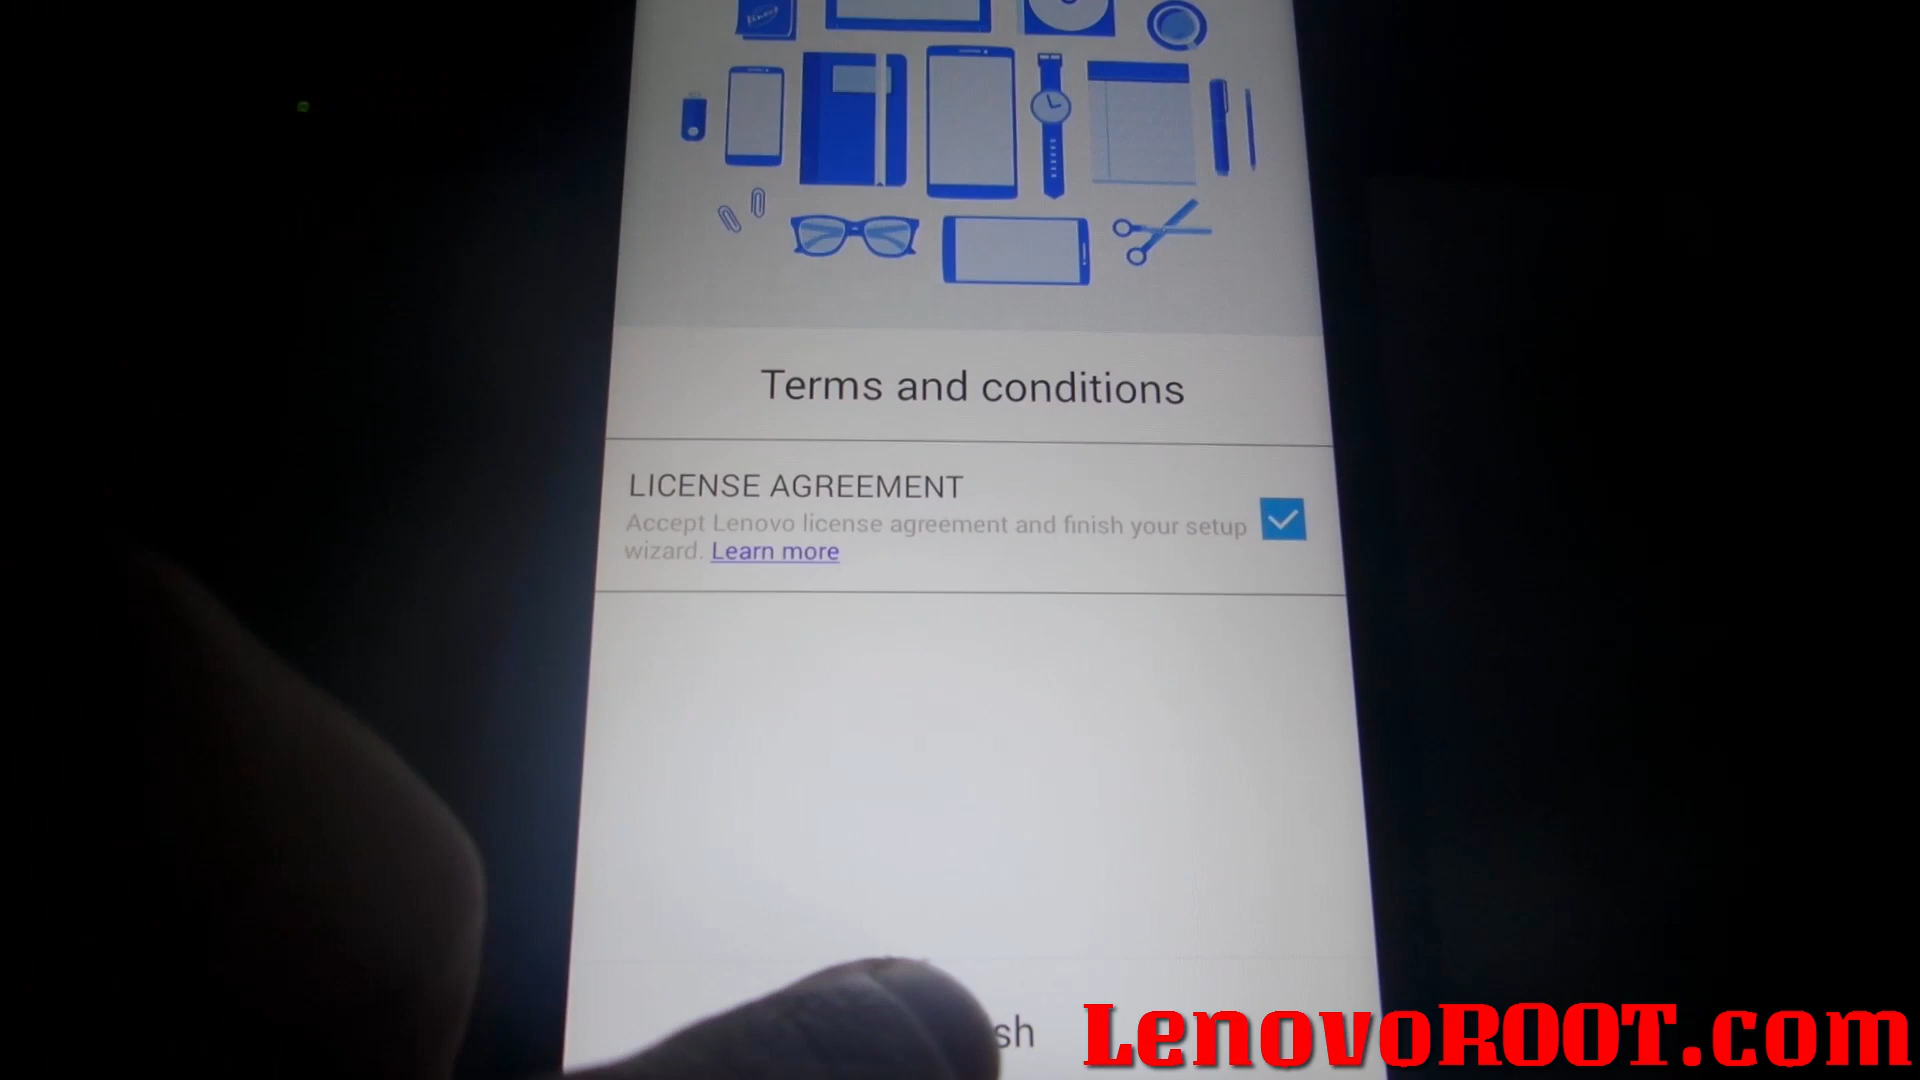 Terms and conditions
LICENSE AGREEMENT
Accept Lenovo license agreement and finish your setup
wizard. Learn more
sh
LenovoROOT.com